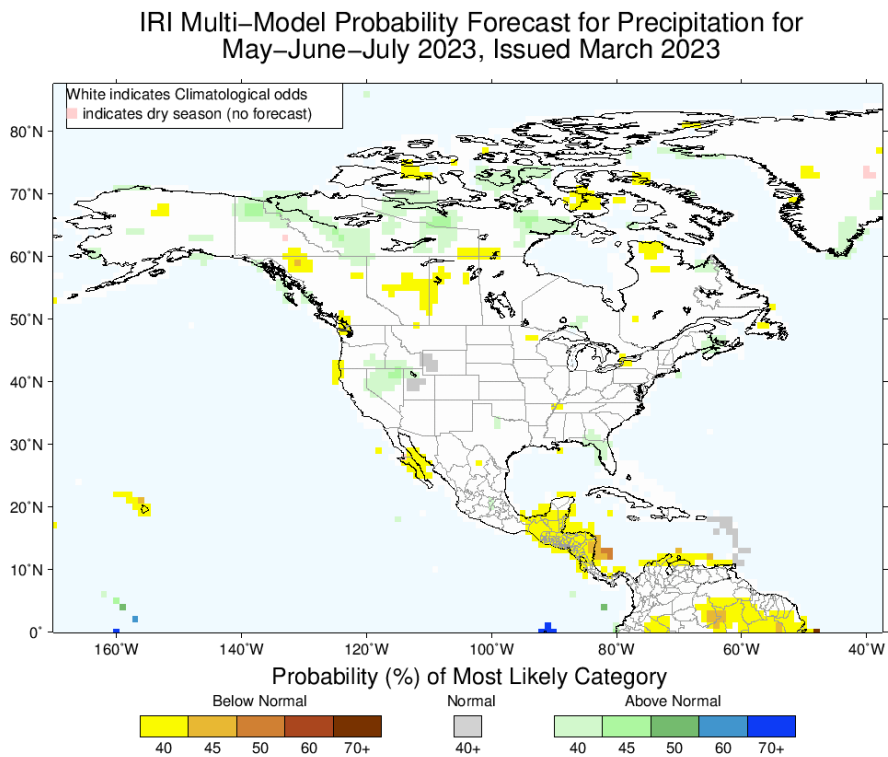 IRI Multi−Model Probability Forecast for Precipitation for
May−June−July 2023, Issued March 2023
White indicates Climatological odds
indicates dry season (no forecast)
80˚N
70˚N
60˚N
50˚N
40˚N
30˚N
20˚N
10˚N
0˚
160˚W 140˚W 120˚W 100˚W 80˚W 60˚W 40˚W
Probability (%) of Most Likely Category
Below Normal Normal Above Normal
40 45 50 60 70+ 40+ 40 45 50 60 70+